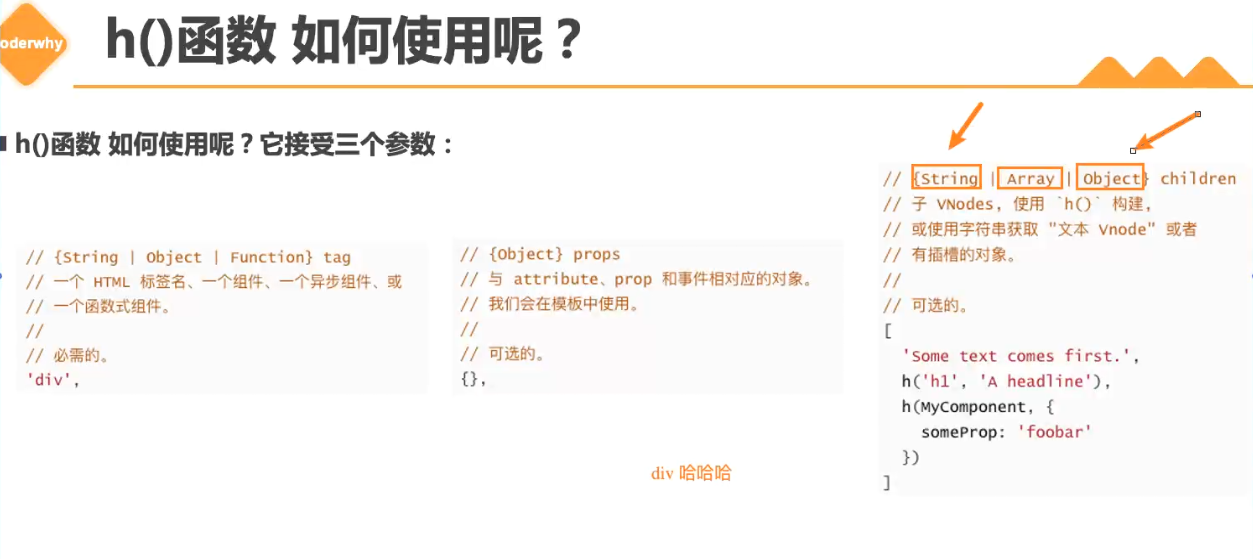 oderwhy
h()函数 如何使用呢？
h()函数 如何使用呢？它接受三个参数：
// {String | Object | Function} tag
// 一个 HTML 标签名、一个组件、一个异步组件、或
// 一个函数式组件。
//
// 必需的。
'div',
// {Object} props
// 与 attribute、prop 和事件相对应的对象。
// 我们会在模板中使用。
//
// 可选的。
{},
// {String | Array | Object} children
// 子 VNodes, 使用 `h()` 构建,
// 或使用字符串获取 "文本 Vnode" 或者
// 有插槽的对象。
//
// 可选的。
[
'Some text comes first.',
h('h1', 'A headline'),
h(MyComponent, {
someProp: 'foobar'
})
]
div 哈哈哈